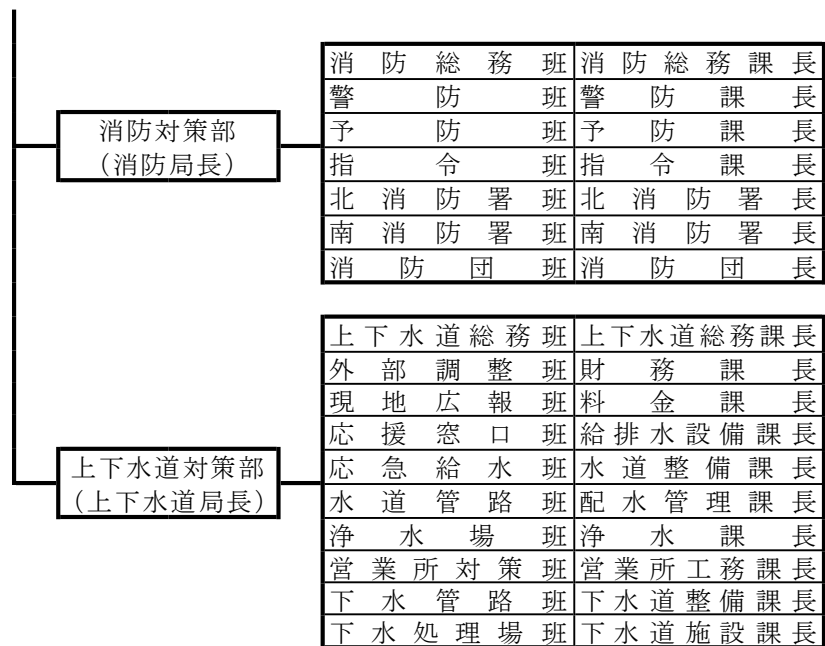 消防対策部
（消防局長）
消防総務班 消防総務課長
警防班 警防課長
予防班 予防課長
指令班 指令課長
北消防署班 北消防署長
南消防署班 南消防署長
消防団班 消防団長
上下水道対策部
（上下水道局長）
上下水道総務班 上下水道総務課長
外部調整班 財務課長
現地広報班 料金課長
応援窓口班 給排水設備課長
応急給水班 水道整備課長
水道管路班 配水管理課長
浄水場班 浄水課長
営業所対策班 営業所工務課長
下水管路班 下水道整備課長
下水処理場班 下水道施設課長